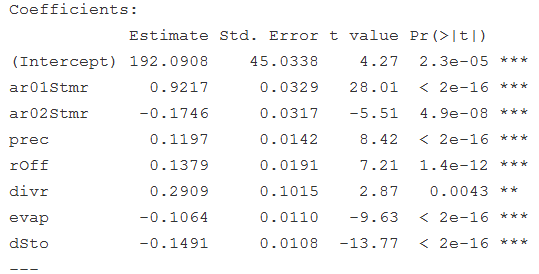 Coefficients:
Estimate Std. Error t value Pr(>|t|)
(Intercept) 192.0908 45.0338 4.27 2.3e-05 ***
ar01Stmr 0.9217 0.0329 28.01 < 2e-16 ***
ar02Stmr -0.1746 0.0317 -5.51 4.9e-08 ***
prec 0.1197 0.0142 8.42 < 2e-16 ***
rOff 0.1379 0.0191 7.21 1.4e-12 ***
divr 0.2909 0.1015 2.87 0.0043 **
evap -0.1064 0.0110 -9.63 < 2e-16 ***
dSto -0.1491 0.0108 -13.77 < 2e-16 ***
---